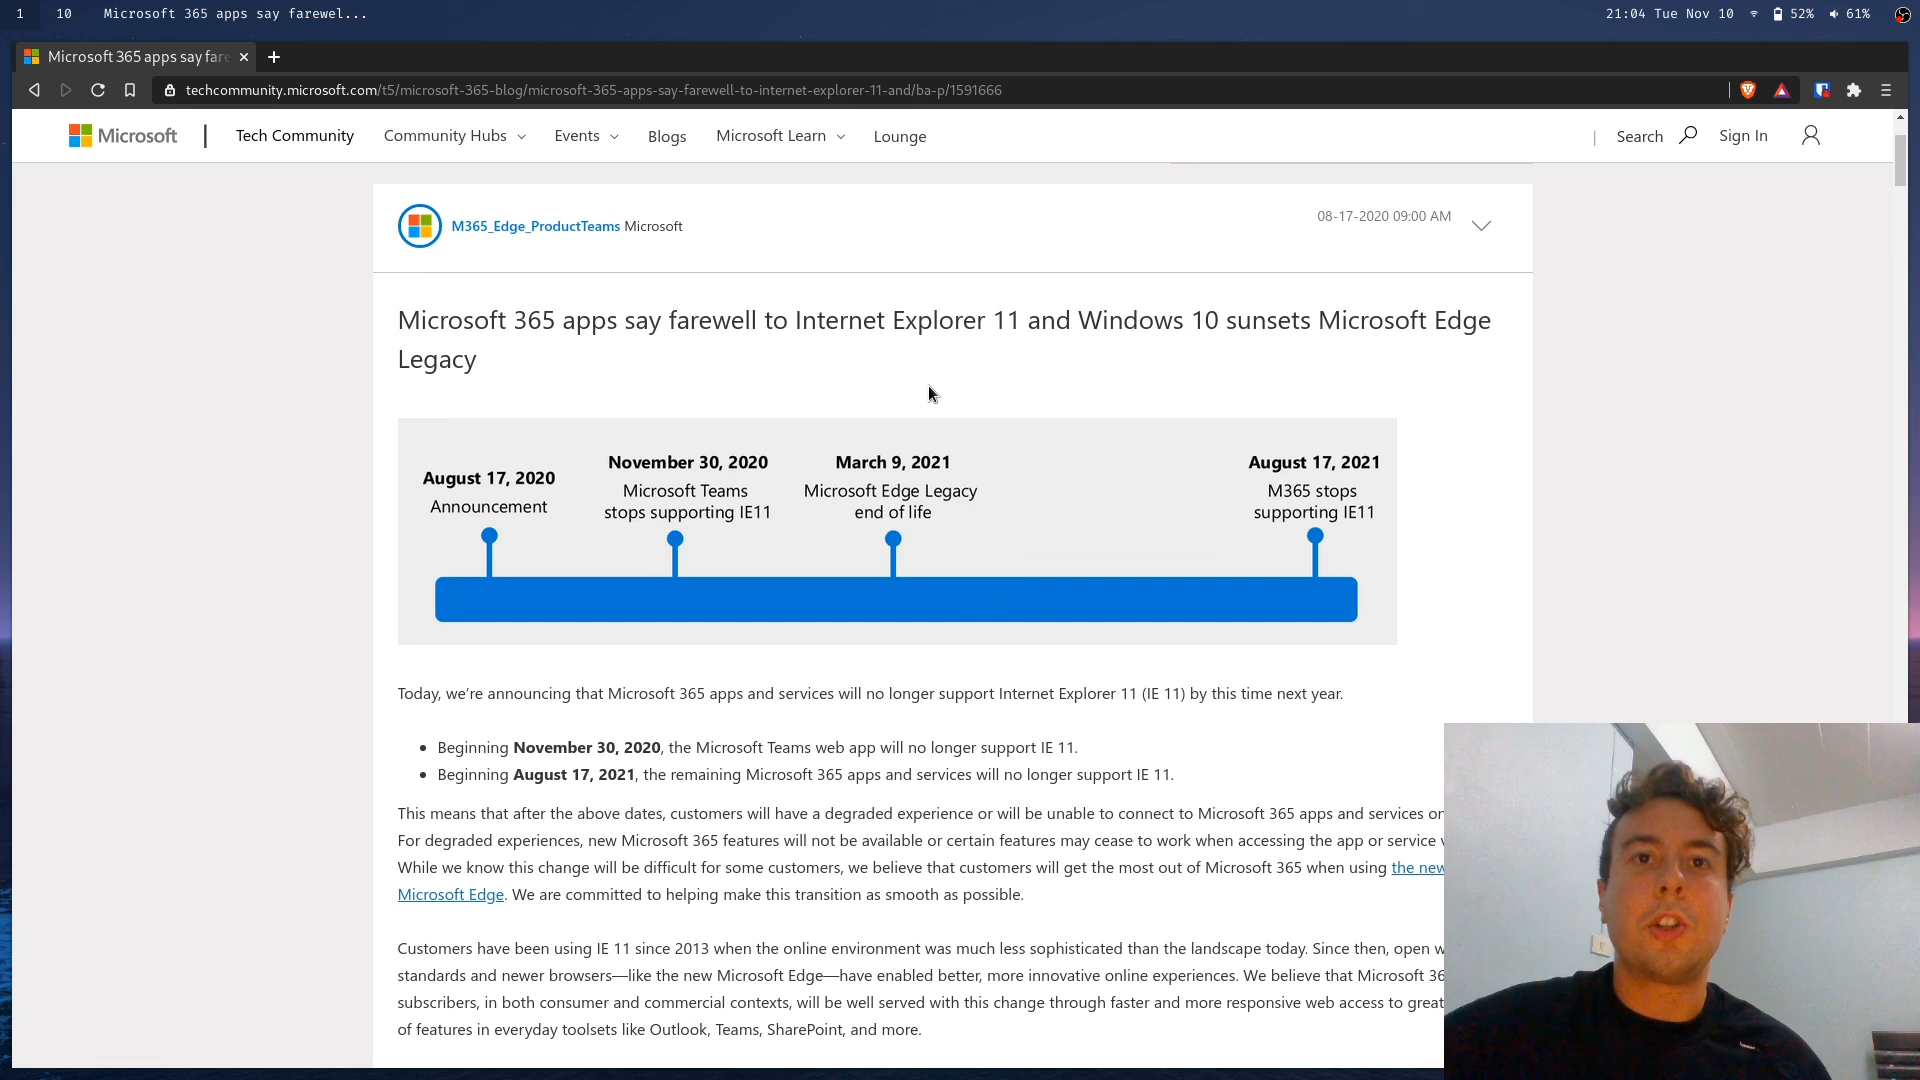 1 10 Microsoft 365 apps say farewel... 21:04 Tue Nov 10 52% 61%
Microsoft 365 apps say fare
techcommunity.microsoft.com/t5/microsoft-365-blog/microsoft-365-apps-say-farewell-to-internet-explorer-11-and/ba-p/1591666
Microsoft | Tech Community Community Hubs Events Blogs Microsoft Learn Lounge | Search Sign In
M365_Edge_ProductTeams Microsoft
08-17-2020 09:00 AM
Microsoft 365 apps say farewell to Internet Explorer 11 and Windows 10 sunsets Microsoft Edge
Legacy
August 17, 2020
Announcement
November 30, 2020
Microsoft Teams
stops supporting IE11
March 9, 2021
Microsoft Edge Legacy
end of life
August 17, 2021
M365 stops
supporting IE11
Today, we’re announcing that Microsoft 365 apps and services will no longer support Internet Explorer 11 (IE 11) by this time next year.
• Beginning November 30, 2020, the Microsoft Teams web app will no longer support IE 11.
• Beginning August 17, 2021, the remaining Microsoft 365 apps and services will no longer support IE 11.
This means that after the above dates, customers will have a degraded experience or will be unable to connect to Microsoft 365 apps and services on
For degraded experiences, new Microsoft 365 features will not be available or certain features may cease to work when accessing the app or service
While we know this change will be difficult for some customers, we believe that customers will get the most out of Microsoft 365 when using the new
Microsoft Edge. We are committed to helping make this transition as smooth as possible.
Customers have been using IE 11 since 2013 when the online environment was much less sophisticated than the landscape today. Since then, open
standards and newer browsers—like the new Microsoft Edge—have enabled better, more innovative online experiences. We believe that Microsoft
subscribers, in both consumer and commercial contexts, will be well served with this change through faster and more responsive web access to great
of features in everyday toolsets like Outlook, Teams, SharePoint, and more.